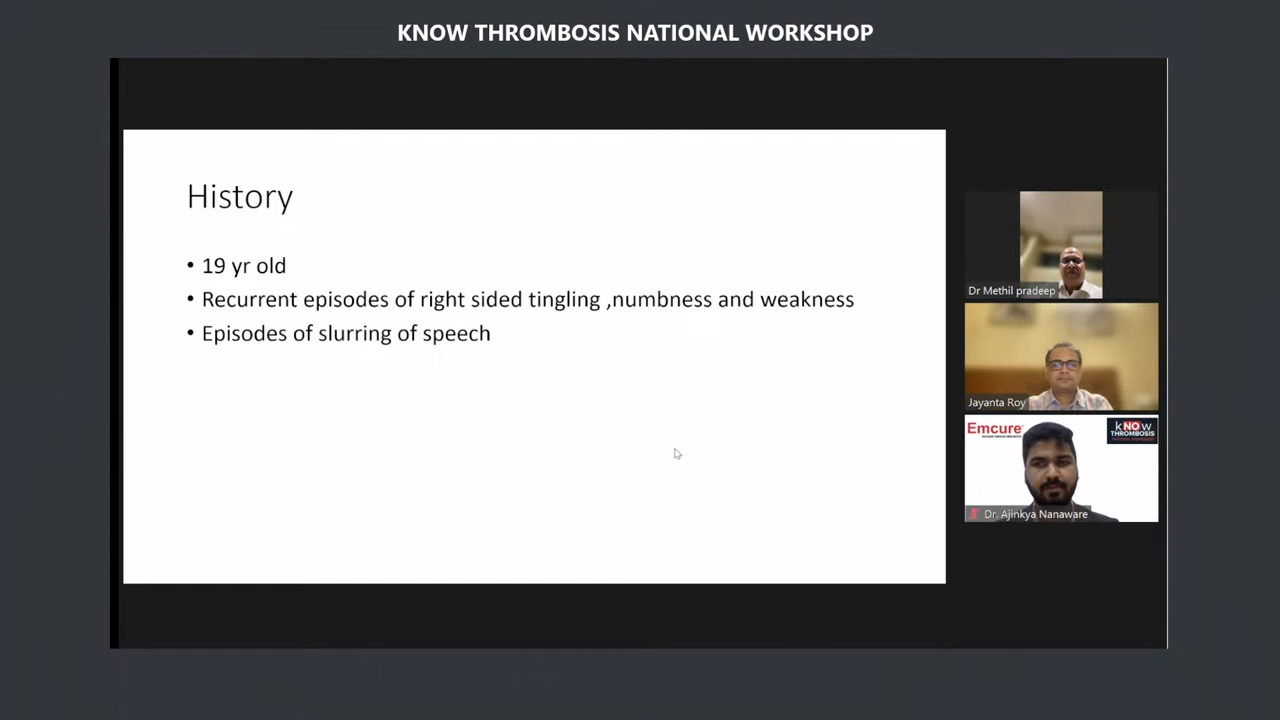 KNOW THROMBOSIS NATIONAL WORKSHOP
History
• 19 yr old
• Recurrent episodes of right sided tingling ,numbness and weakness
• Episodes of slurring of speech
Dr Methil pradeep
Jayanta Roy
Emcure
kNOw
THROMBOSIS
Dr. Ajinkya Nanaware